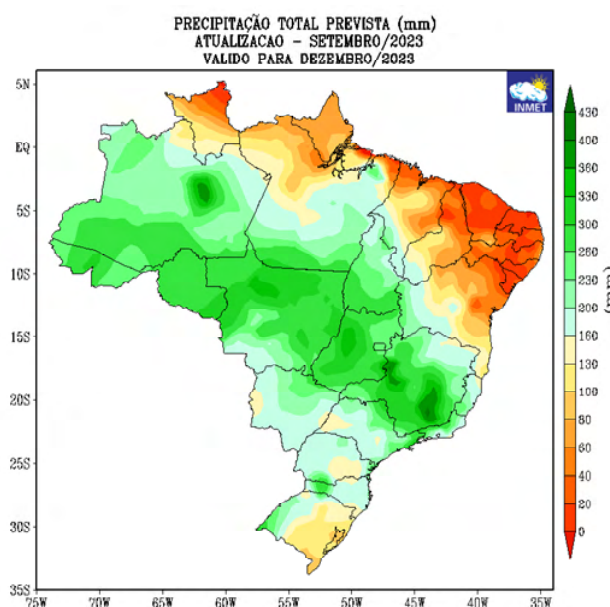 PRECIPITAÇÃO TOTAL PREVISTA (mm)
ATUALIZACAO - SETEMBRO/2023
VALIDO PARA DEZEMBRO/2023
INMET
5N
EQ
5S
10S
15S
20S
25S
30S
35S
75W
70W
65W
60W
55W
50W
45W
40W
35W
430
400
360
330
300
260
230
200
160
130
100
80
60
40
20
0
(mm)